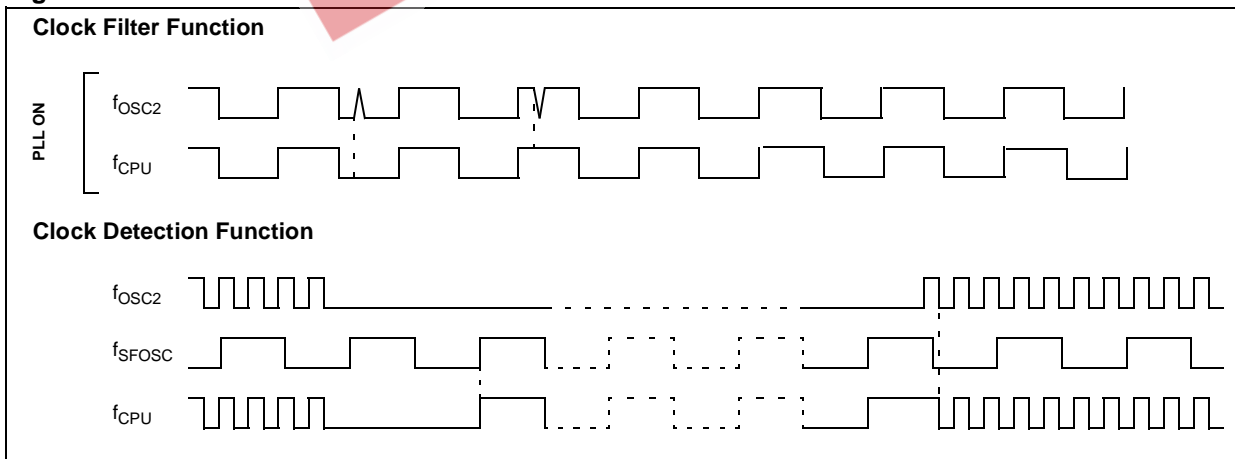 Clock Filter Function
PLL ON
fOSC2
fCPU
Clock Detection Function
fOSC2
fSFOSC
fCPU